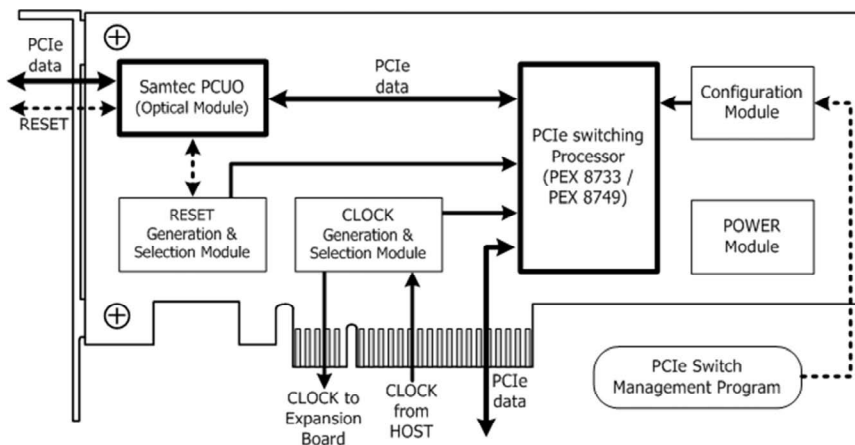 PCIe
data
RESET
Samtec PCUO
(Optical Module)
PCIe
data
PCIe switching
Processor
(PEX 8733 /
PEX 8749)
Configuration
Module
RESET
Generation &
Selection Module
CLOCK
Generation &
Selection Module
POWER
Module
CLOCK to
Expansion
Board
CLOCK
from
HOST
PCIe
data
PCIe Switch
Management Program